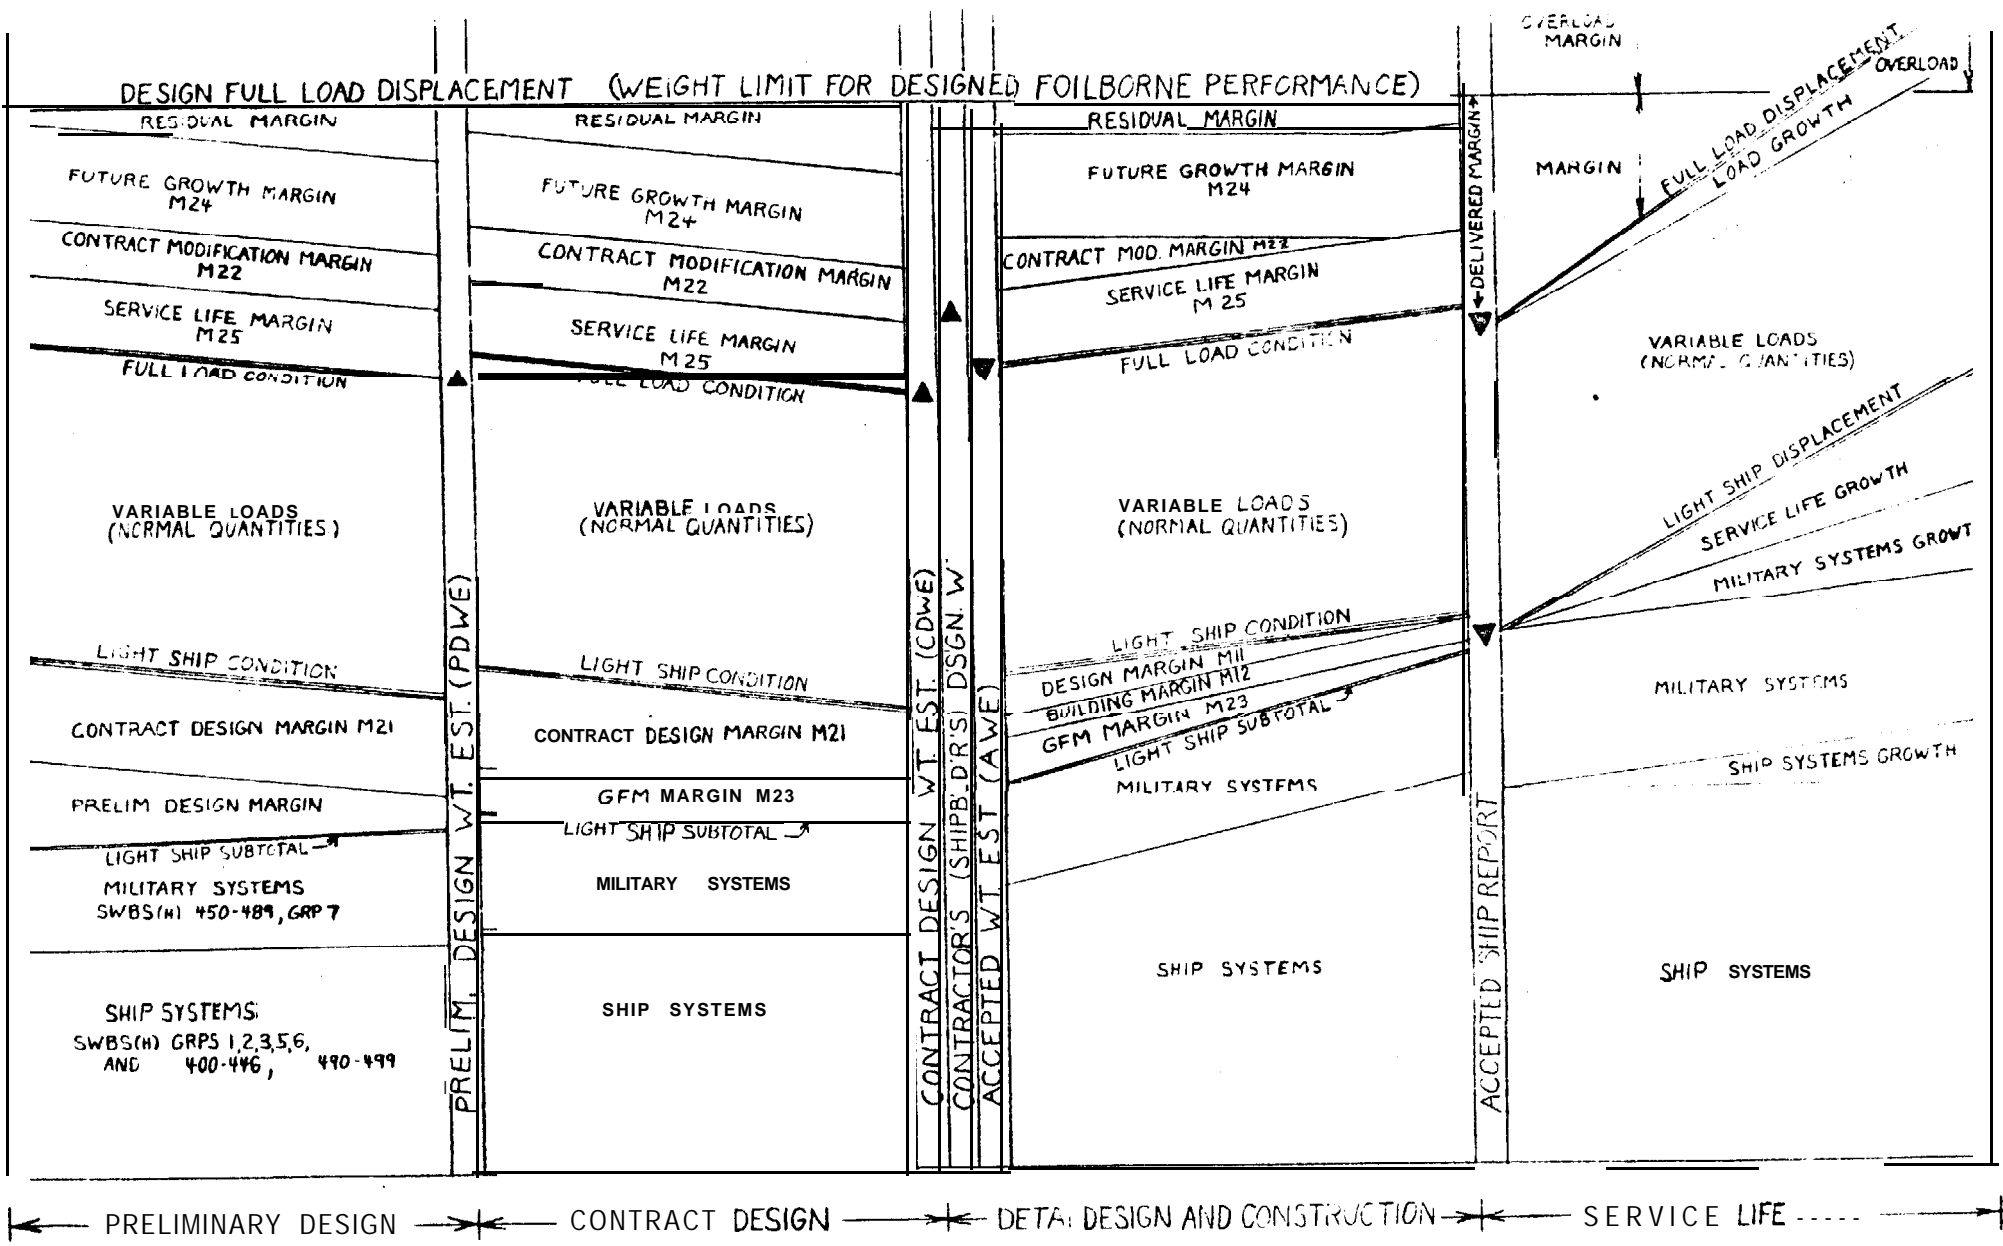 OVERLOAD
MARGIN
DESIGN FULL LOAD DISPLACEMENT (WEIGHT LIMIT FOR DESIGNED FOILBORNE PERFORMANCE)
OVERLOAD
RESIDUAL MARGIN
FUTURE GROWTH MARGIN
M24
CONTRACT MODIFICATION MARGIN
M22
SERVICE LIFE MARGIN
M25
FULL LOAD CONDITION
VARIABLE LOADS
(NORMAL QUANTITIES)
LIGHT SHIP CONDITION
CONTRACT DESIGN MARGIN M21
PRELIM DESIGN MARGIN
LIGHT SHIP SUBTOTAL
MILITARY SYSTEMS
SWBS(H) 450-489, GRP 7
SHIP SYSTEMS
SWBS(H) GRPS 1,2,3,5,6,
AND 400-446, 490-499
PRELIM. DESIGN WT. EST. (PDWE)
RESIDUAL MARGIN
FUTURE GROWTH MARGIN
M24
CONTRACT MODIFICATION MARGIN
M22
SERVICE LIFE MARGIN
M25
FULL LOAD CONDITION
VARIABLE LOADS
(NORMAL QUANTITIES)
LIGHT SHIP CONDITION
CONTRACT DESIGN MARGIN M21
GFM MARGIN M23
LIGHT SHIP SUBTOTAL
MILITARY SYSTEMS
SHIP SYSTEMS
CONTRACT DESIGN WT. EST. (CDWE)
CONTRACTOR'S (SHIPB'D'R'S) D'SGN. W
ACCEPTED WT. EST (AWE)
RESIDUAL MARGIN
FUTURE GROWTH MARGIN
M24
CONTRACT MOD. MARGIN M22
SERVICE LIFE MARGIN
M 25
FULL LOAD CONDITION
VARIABLE LOADS
(NORMAL QUANTITIES)
LIGHT SHIP CONDITION
DESIGN MARGIN M11
BUILDING MARGIN M12
GFM MARGIN M23
LIGHT SHIP SUBTOTAL
MILITARY SYSTEMS
SHIP SYSTEMS
DELIVERED MARGIN
ACCEPTED SHIP REPORT
MARGIN
FULL LOAD DISPLACEMENT
LOAD GROWTH
VARIABLE LOADS
(NORMAL QUANTITIES)
LIGHT SHIP DISPLACEMENT
SERVICE LIFE GROWTH
MILITARY SYSTEMS GROWT
MILITARY SYSTEMS
SHIP SYSTEMS GROWTH
SHIP SYSTEMS
PRELIMINARY DESIGN
CONTRACT DESIGN
DETAI DESIGN AND CONSTRUCTION
SERVICE LIFE -----